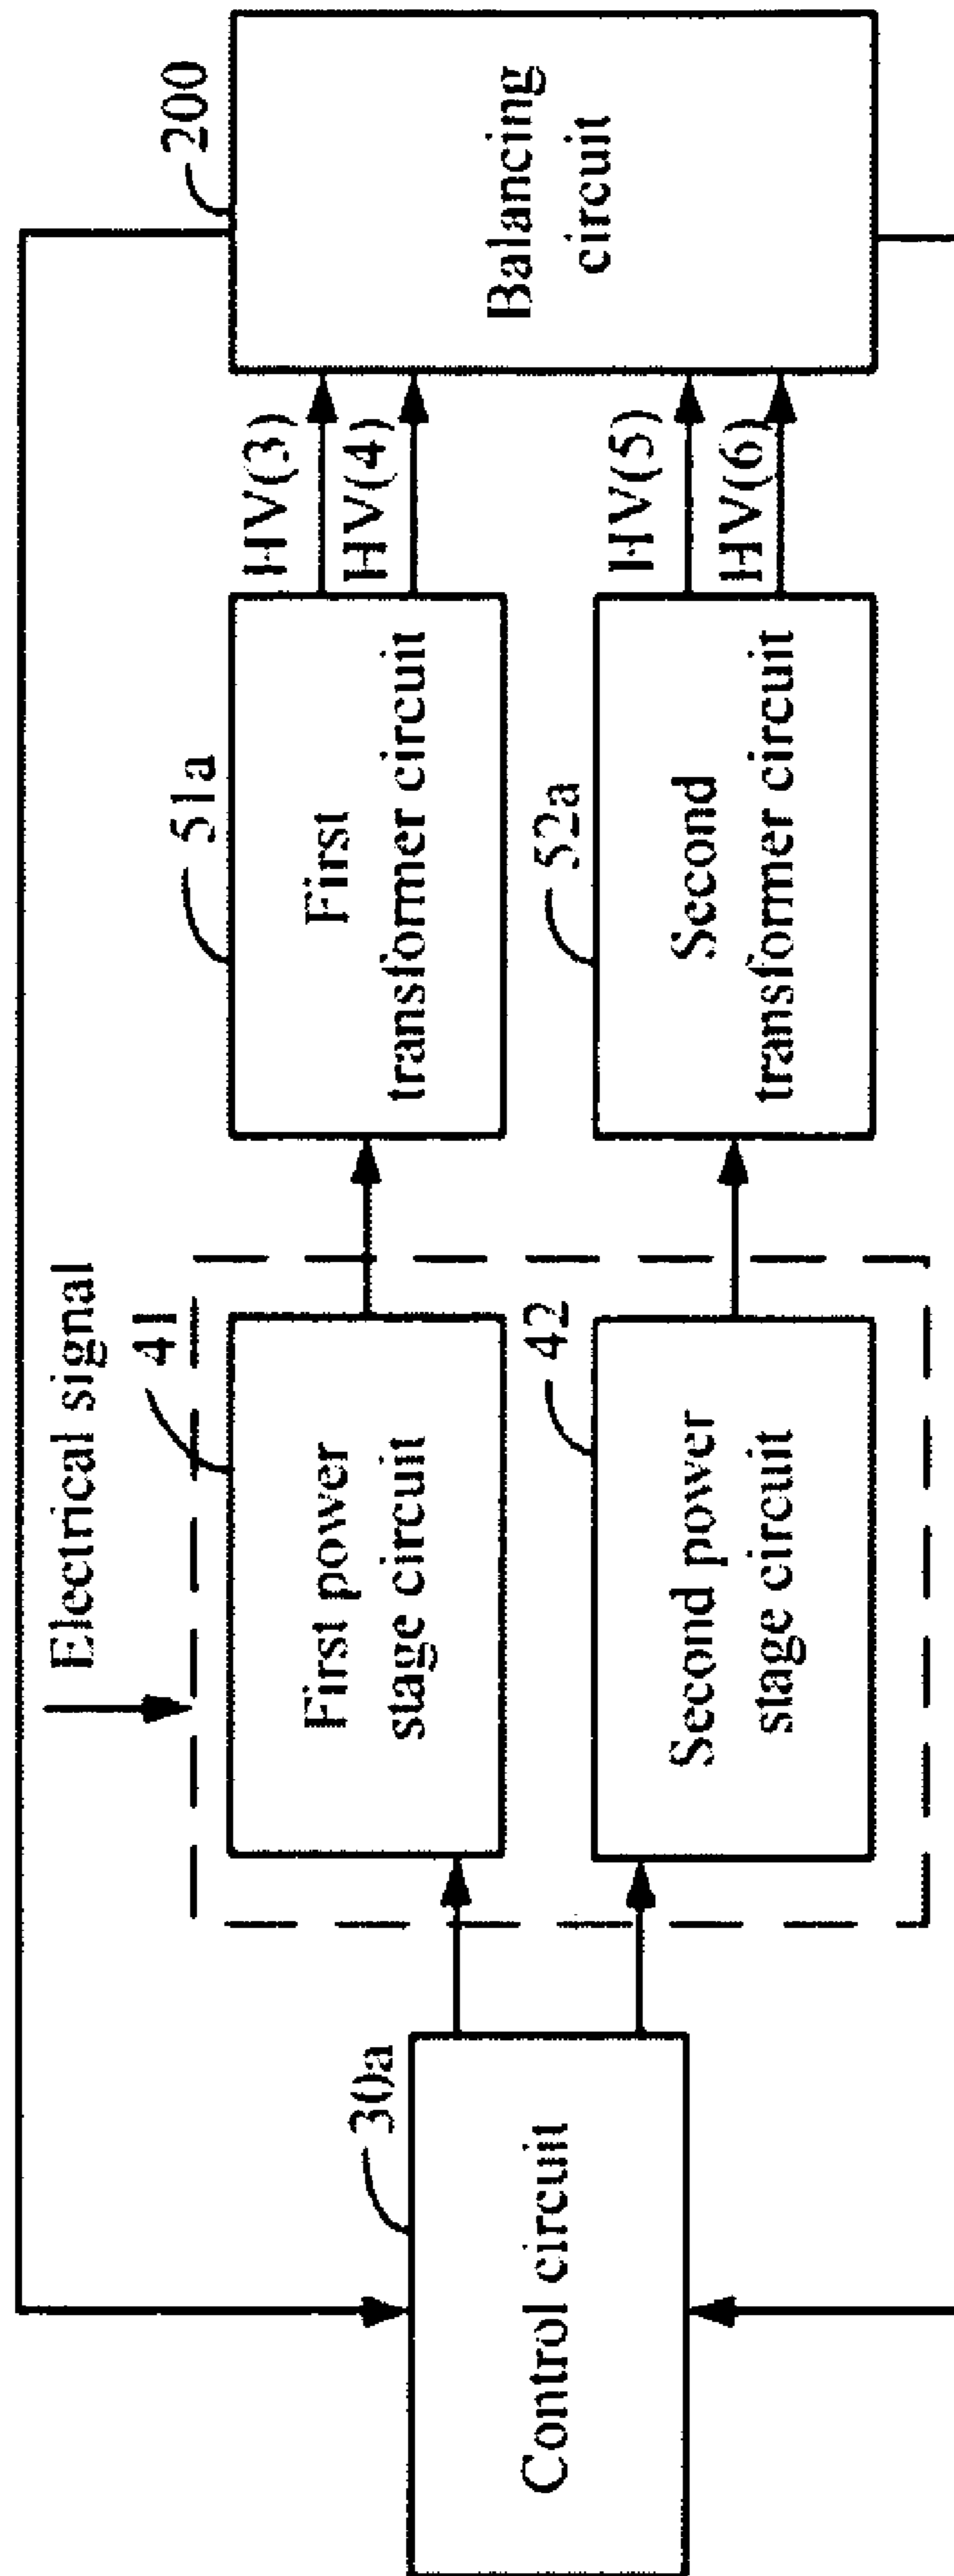 Electrical signal
41
First power
stage circuit
51a
First
transformer circuit
HV(3)
HV(4)
200
Balancing
circuit
30a
Control circuit
42
Second power
stage circuit
52a
Second
transformer circuit
HV(5)
HV(6)